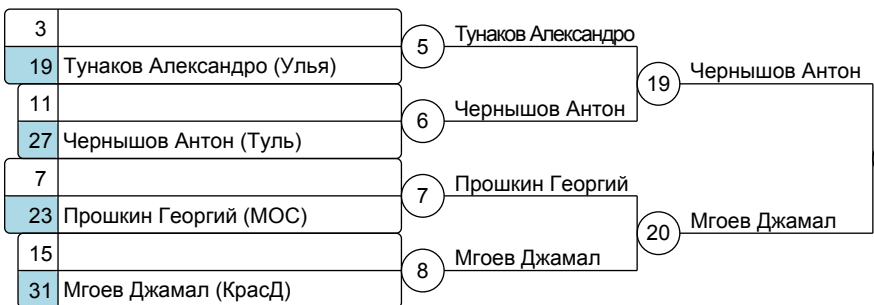 3
19 Тунаков Александро (Улья)
11
27 Чернышов Антон (Туль)
7
23 Прошкин Георгий (МОС)
15
31 Мгоев Джамал (КрасД)
5 Тунаков Александро
6 Чернышов Антон
7 Прошкин Георгий
8 Мгоев Джамал
19 Чернышов Антон
20 Мгоев Джамал